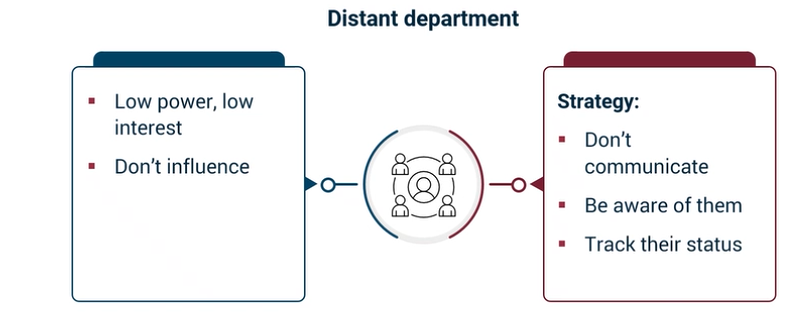 Distant department
Low power, low
interest
Don’t influence
Strategy:
Don’t
communicate
Be aware of them
Track their status